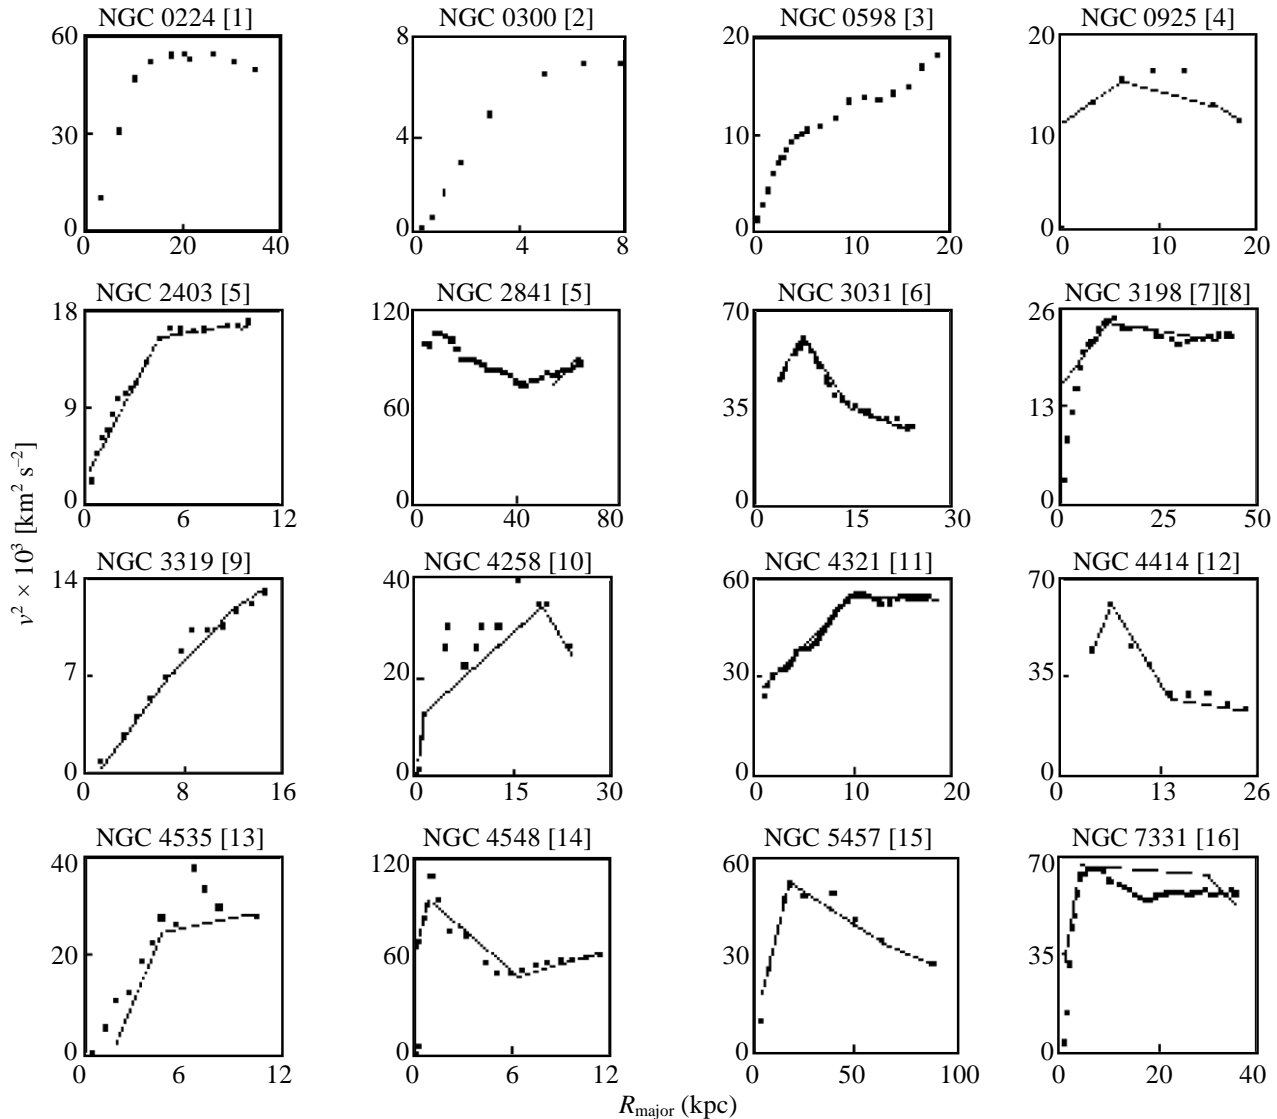 NGC 0224 [1] NGC 0300 [2] NGC 0598 [3] NGC 0925 [4]
60 8 20 20
30 4 10 10
0 0 0 0
0 20 40 0 4 8 0 10 20 0 10 20
NGC 2403 [5] NGC 2841 [5] NGC 3031 [6] NGC 3198 [7][8]
18 120 70 26
9 60 35 13
0 0 0 0
0 6 12 0 40 80 0 15 30 0 25 50
v² × 10³ [km² s⁻²]
NGC 3319 [9] NGC 4258 [10] NGC 4321 [11] NGC 4414 [12]
14 40 60 70
7 20 30 35
0 0 0 0
0 8 16 0 15 30 0 10 20 0 13 26
NGC 4535 [13] NGC 4548 [14] NGC 5457 [15] NGC 7331 [16]
40 120 60 70
20 60 30 35
0 0 0 0
0 6 12 0 6 12 0 50 100 0 20 40
R_major (kpc)